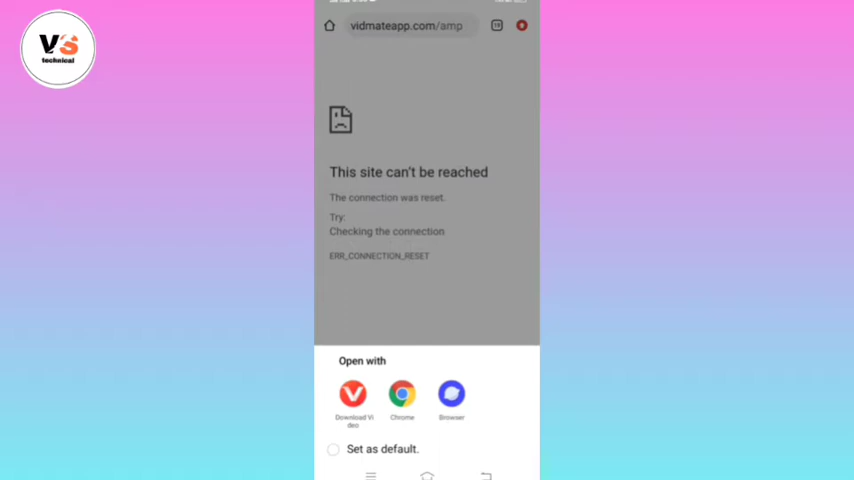 VS
technical
vidmateapp.com/amp
18
This site can't be reached
The connection was reset.
Try:
Checking the connection
ERR_CONNECTION_RESET
Open with
Download Vi
deo
Chrome
Browser
Set as default.